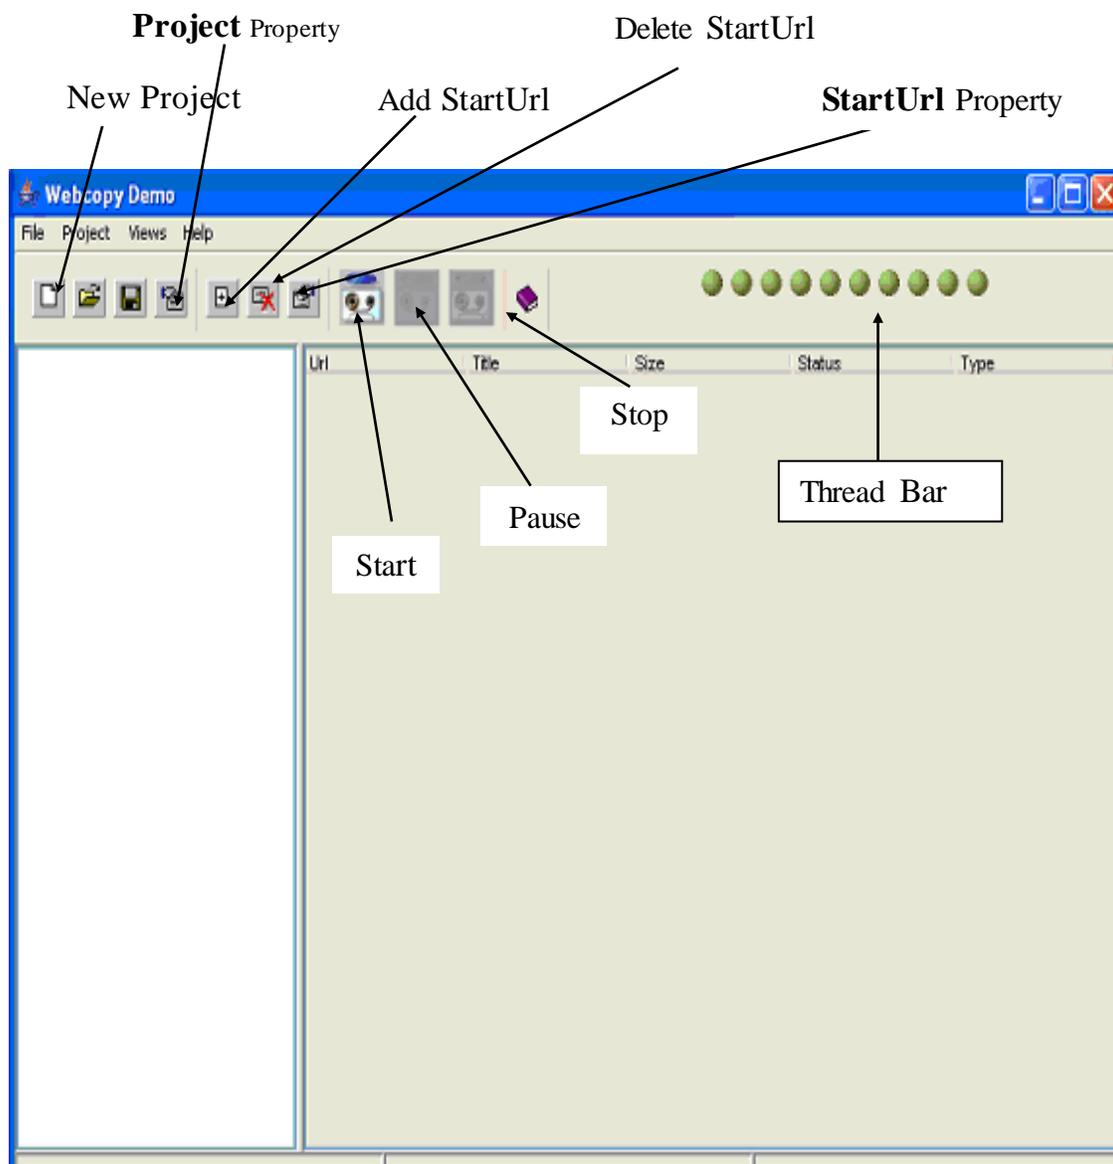 Project Property
Delete StartUrl
New Project
Add StartUrl
StartUrl Property
Webcopy Demo
File Project Views Help
Url Title Size Status Type
Stop
Thread Bar
Pause
Start